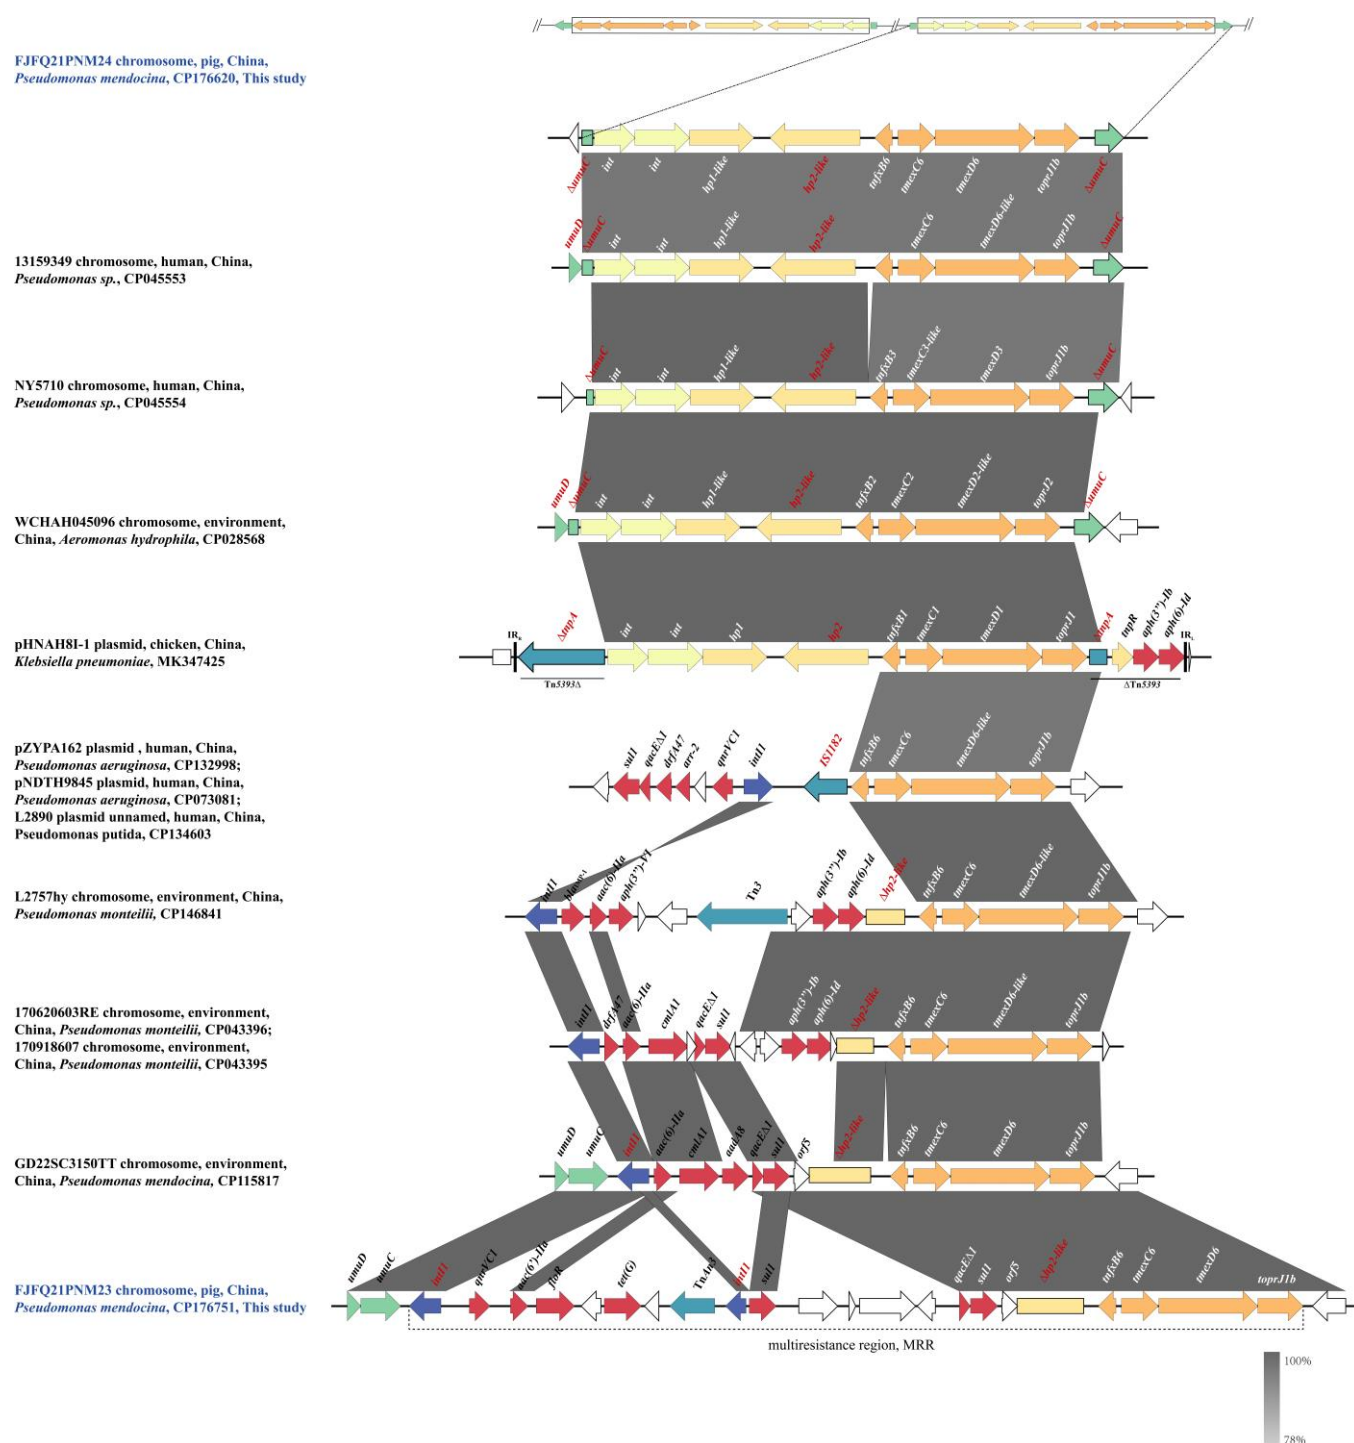 FJFQ21PNM24 chromosome, pig, China,
Pseudomonas mendocina, CP176620, This study
ΔumuC int int hp1-like hp2-like tnfxB6 tmexC6 tmexD6 toprJ1b ΔumuC
umuD ΔumuC int int hp1-like hp2-like tmexC6 tmexD6-like toprJ1b ΔumuC
13159349 chromosome, human, China,
Pseudomonas sp., CP045553
ΔumuC int int hp1-like hp2-like tnfxB3 tmexC3-like tmexD3 toprJ1b ΔumuC
NY5710 chromosome, human, China,
Pseudomonas sp., CP045554
umuD ΔumuC int int hp1-like hp2-like tnfxB2 tmexC2 tmexD2-like toprJ2 ΔumuC
WCHAH045096 chromosome, environment,
China, Aeromonas hydrophila, CP028568
IRR ΔtnpA int int hp1 hp2 tnfxB1 tmexC1 tmexD1 toprJ1 ΔtnpA tnpR aph(3”)-Ib aph(6)-Id IRL
pHNAH8I-1 plasmid, chicken, China,
Klebsiella pneumoniae, MK347425
Tn5393Δ ΔTn5393
pZYPA162 plasmid , human, China,
Pseudomonas aeruginosa, CP132998;
pNDTH9845 plasmid, human, China,
Pseudomonas aeruginosa, CP073081;
L2890 plasmid unnamed, human, China,
Pseudomonas putida, CP134603
sul1 qacEΔ1 drfA47 arr-2 qnrVC1 intI1 IS1182 tnfxB6 tmexC6 tmexD6-like toprJ1b
intI1 aac(6)-IIa aph(3”)-VI Tn3 aph(3”)-Ib aph(6)-Id Δhp2-like tnfxB6 tmexC6 tmexD6-like toprJ1b
L2757hy chromosome, environment, China,
Pseudomonas monteilii, CP146841
intI1 drfA47 aac(6)-IIa cmlA1 qacEΔ1 sul1 aph(3”)-Ib aph(6)-Id Δhp2-like tnfxB6 tmexC6 tmexD6-like toprJ1b
170620603RE chromosome, environment,
China, Pseudomonas monteilii, CP043396;
170918607 chromosome, environment,
China, Pseudomonas monteilii, CP043395
umuD umuC intI1 aac(6)-IIa cmlA1 aadA8 qacEΔ1 sul1 orf5 Δhp2-like tnfxB6 tmexC6 tmexD6 toprJ1b
GD22SC3150TT chromosome, environment,
China, Pseudomonas mendocina, CP115817
umuD umuC intI1 qnrVC1 aac(6')-IIa floR tet(G) TnAs3 intI1 sul1 qacEΔ1 sul1 orf5 Δhp2-like tnfxB6 tmexC6 tmexD6 toprJ1b
FJFQ21PNM23 chromosome, pig, China,
Pseudomonas mendocina, CP176751, This study
multiresistance region, MRR
100%
78%